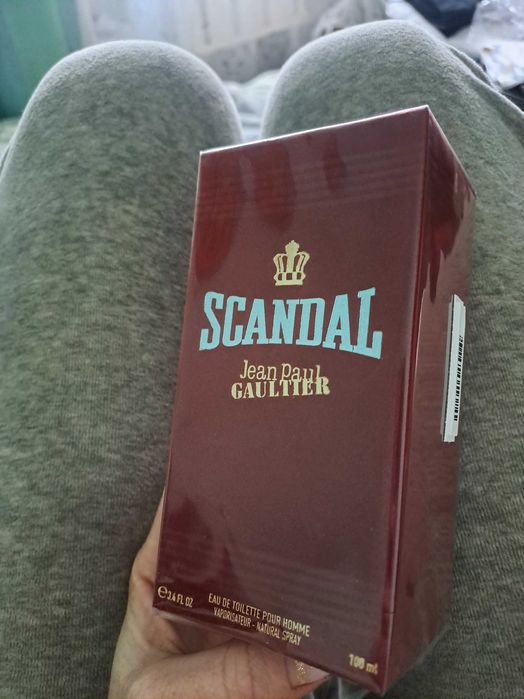 SCANDAL
Jean Paul
GAULTIER
℮3.4 FL OZ
EAU DE TOILETTE POUR HOMME
VAPORISATEUR - NATURAL SPRAY
100 ml